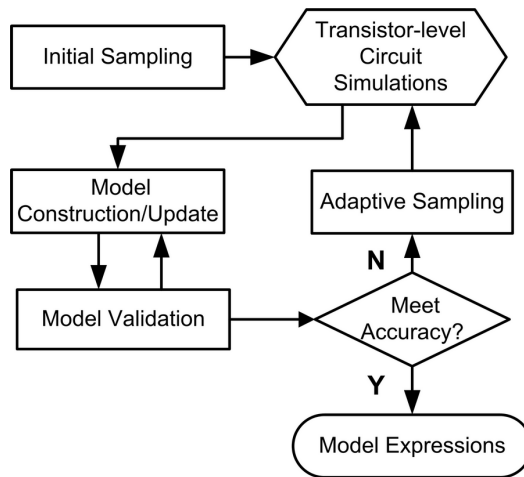 Initial Sampling
Transistor-level
Circuit
Simulations
Model
Construction/Update
Adaptive Sampling
N
Model Validation
Meet
Accuracy?
Y
Model Expressions